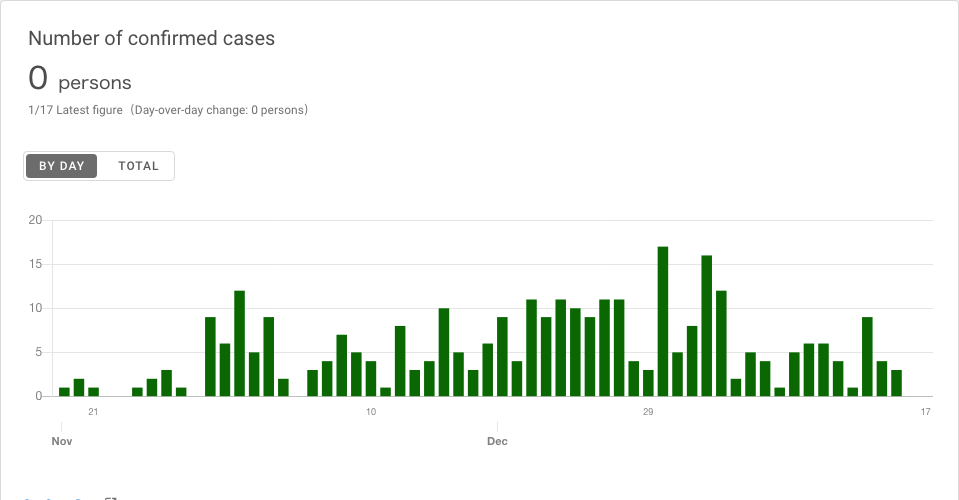 Number of confirmed cases
0 persons
1/17 Latest figure（Day-over-day change: 0 persons）
BY DAY TOTAL
20
15
10
5
0
21 10 29 17
Nov Dec